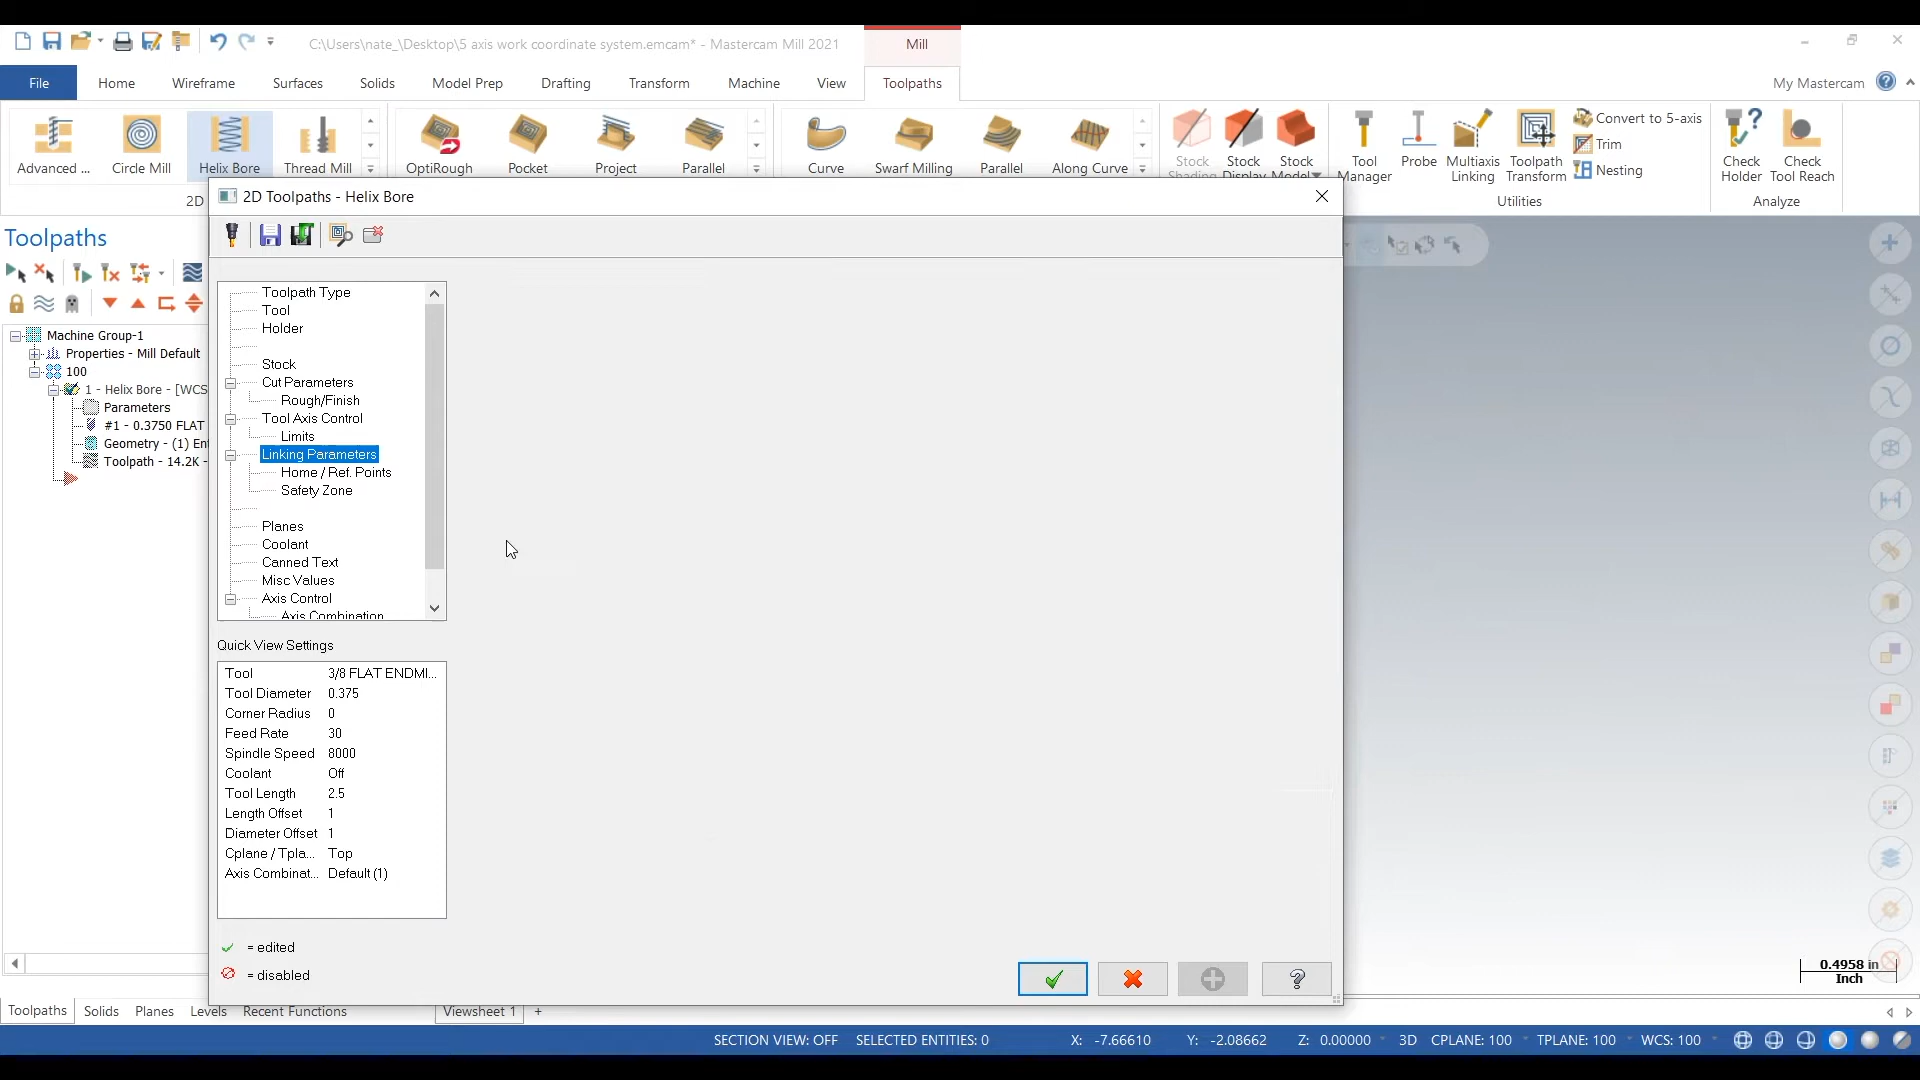 C:\Users\nate_\Desktop\5 axis work coordinate system.emcam* - Mastercam Mill 2021
Mill
File
Home
Wireframe
Surfaces
Solids
Model Prep
Drafting
Transform
Machine
View
Toolpaths
My Mastercam
Advanced ...
Circle Mill
Helix Bore
Thread Mill
OptiRough
Pocket
Project
Parallel
Curve
Swarf Milling
Parallel
Along Curve
Stock
Shading
Stock
Display
Stock
Model
Tool
Manager
Probe
Multiaxis
Linking
Toolpath
Transform
Convert to 5-axis
Trim
Nesting
Check
Holder
Check
Tool Reach
2D
Utilities
Analyze
2D Toolpaths - Helix Bore
Toolpaths
Machine Group-1
Properties - Mill Default
100
1 - Helix Bore - [WCS
Parameters
#1 - 0.3750 FLAT
Geometry - (1) En
Toolpath - 14.2K -
Toolpath Type
Tool
Holder
Stock
Cut Parameters
Rough/Finish
Tool Axis Control
Limits
Linking Parameters
Home / Ref. Points
Safety Zone
Planes
Coolant
Canned Text
Misc Values
Axis Control
Axis Combination
Quick View Settings
Tool 3/8 FLAT ENDMI...
Tool Diameter 0.375
Corner Radius 0
Feed Rate 30
Spindle Speed 8000
Coolant Off
Tool Length 2.5
Length Offset 1
Diameter Offset 1
Cplane / Tpla... Top
Axis Combinat... Default (1)
= edited
= disabled
0.4958 in
Inch
Toolpaths
Solids
Planes
Levels
Recent Functions
Viewsheet 1
+
SECTION VIEW: OFF
SELECTED ENTITIES: 0
X: -7.66610
Y: -2.08662
Z: 0.00000
3D
CPLANE: 100
TPLANE: 100
WCS: 100